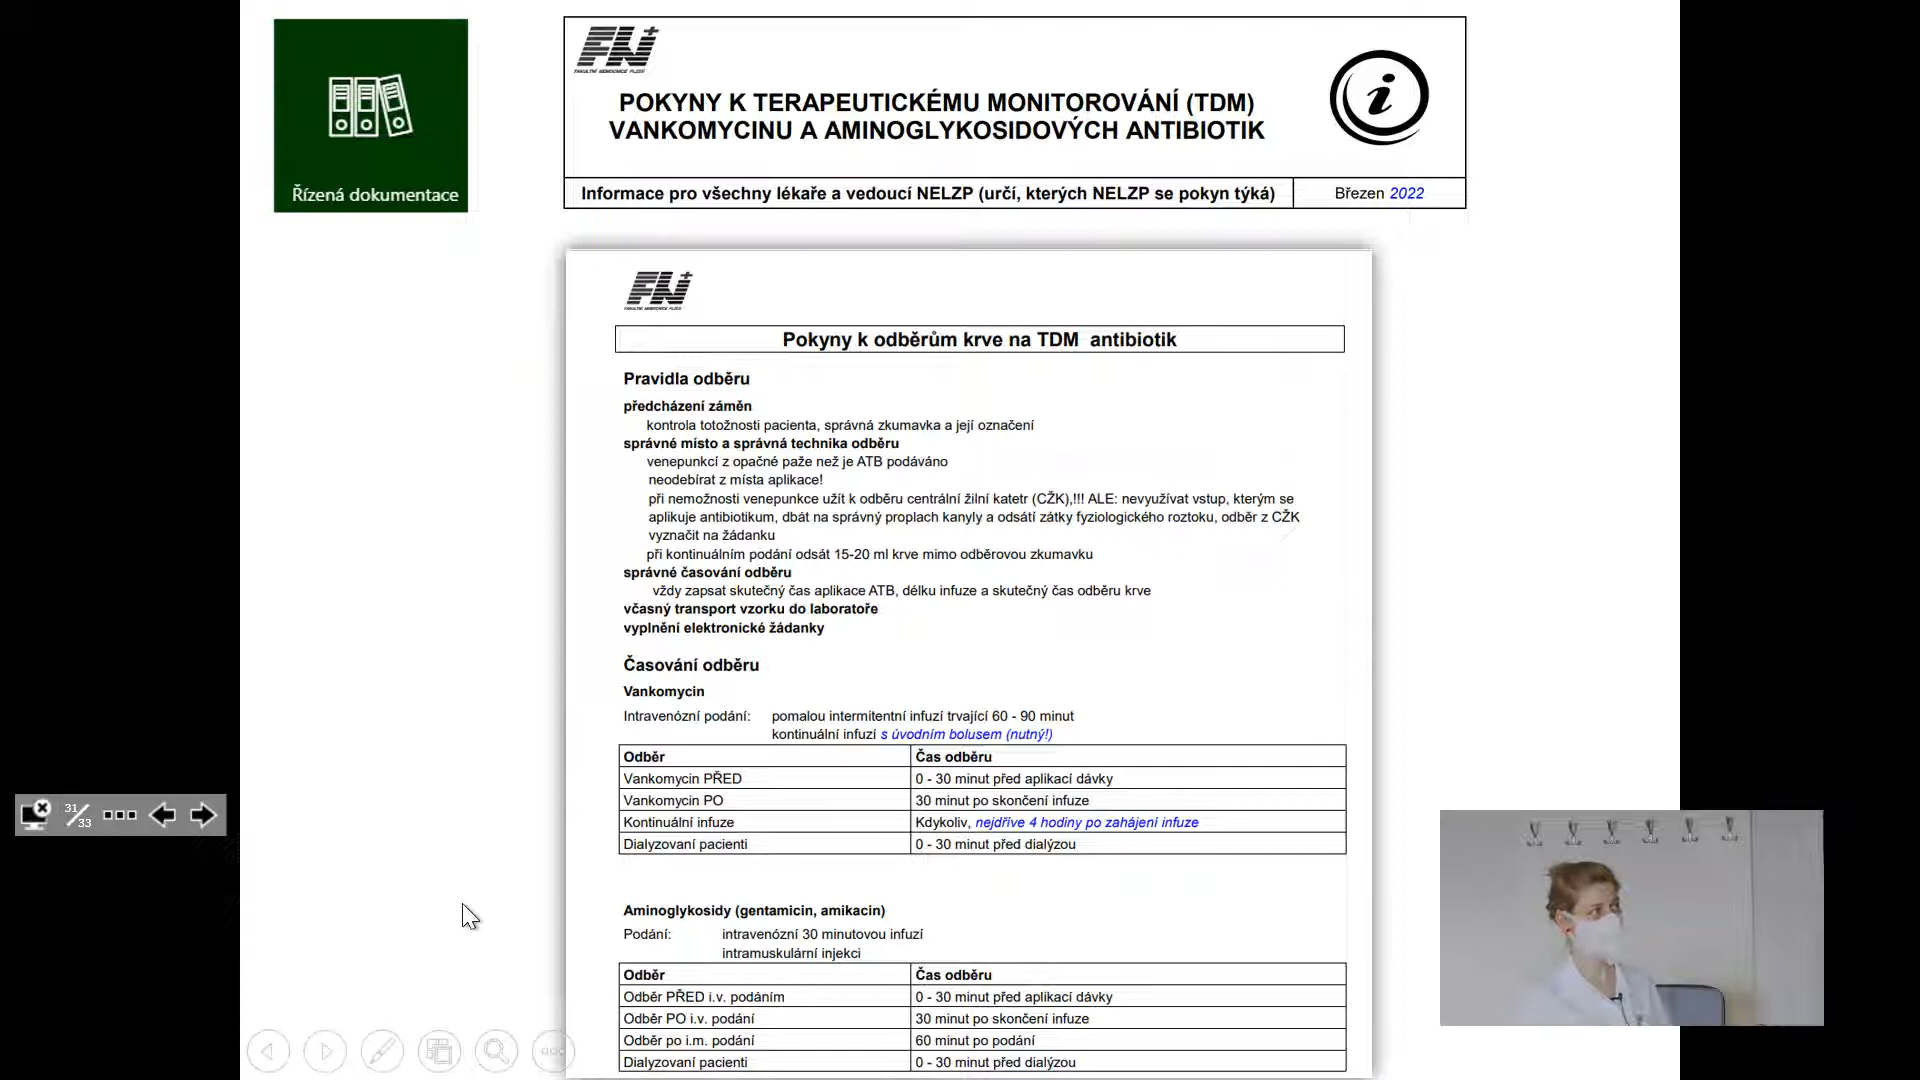 Řízená dokumentace
FAKULTNÍ NEMOCNICE PLZEŇ
POKYNY K TERAPEUTICKÉMU MONITOROVÁNÍ (TDM)
VANKOMYCINU A AMINOGLYKOSIDOVÝCH ANTIBIOTIK
Informace pro všechny lékaře a vedoucí NELZP (určí, kterých NELZP se pokyn týká)
Březen 2022
FAKULTNÍ NEMOCNICE PLZEŇ
Pokyny k odběrům krve na TDM antibiotik
Pravidla odběru
předcházení záměn
kontrola totožnosti pacienta, správná zkumavka a její označení
správné místo a správná technika odběru
venepunkcí z opačné paže než je ATB podáváno
neodebírat z místa aplikace!
při nemožnosti venepunkce užít k odběru centrální žilní katetr (CŽK),!!! ALE: nevyužívat vstup, kterým se
aplikuje antibiotikum, dbát na správný proplach kanyly a odsátí zátky fyziologického roztoku, odběr z CŽK
vyznačit na žádanku
při kontinuálním podání odsát 15-20 ml krve mimo odběrovou zkumavku
správné časování odběru
vždy zapsat skutečný čas aplikace ATB, délku infuze a skutečný čas odběru krve
včasný transport vzorku do laboratoře
vyplnění elektronické žádanky
Časování odběru
Vankomycin
Intravenózní podání: pomalou intermitentní infuzí trvající 60 - 90 minut
kontinuální infuzí s úvodním bolusem (nutný!)
Odběr Čas odběru
Vankomycin PŘED 0 - 30 minut před aplikací dávky
Vankomycin PO 30 minut po skončení infuze
Kontinuální infuze Kdykoliv, nejdříve 4 hodiny po zahájení infuze
Dialyzovaní pacienti 0 - 30 minut před dialýzou
Aminoglykosidy (gentamicin, amikacin)
Podání: intravenózní 30 minutovou infuzí
intramuskulární injekci
Odběr Čas odběru
Odběr PŘED i.v. podáním 0 - 30 minut před aplikací dávky
Odběr PO i.v. podání 30 minut po skončení infuze
Odběr po i.m. podání 60 minut po podání
Dialyzovaní pacienti 0 - 30 minut před dialýzou
31/33